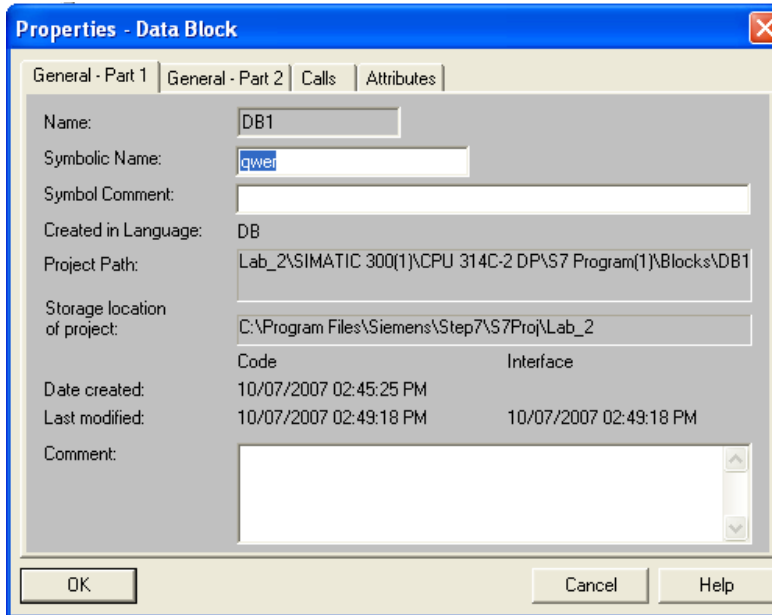 Properties - Data Block
General - Part 1 General - Part 2 Calls Attributes
Name: DB1
Symbolic Name: qwer
Symbol Comment:
Created in Language: DB
Project Path: Lab_2\SIMATIC 300(1)\CPU 314C-2 DP\S7 Program(1)\Blocks\DB1
Storage location
of project: C:\Program Files\Siemens\Step7\S7Proj\Lab_2
Code Interface
Date created: 10/07/2007 02:45:25 PM
Last modified: 10/07/2007 02:49:18 PM 10/07/2007 02:49:18 PM
Comment:
OK Cancel Help